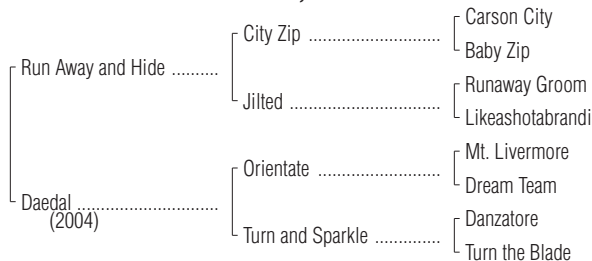 Carson City
City Zip ........................
Baby Zip
Run Away and Hide ..........
Runaway Groom
Jilted ............................
Likeashotabrandi
Mt. Livermore
Orientate ......................
Dream Team
Daedal ..............................
(2004)
Danzatore
Turn and Sparkle .............
Turn the Blade